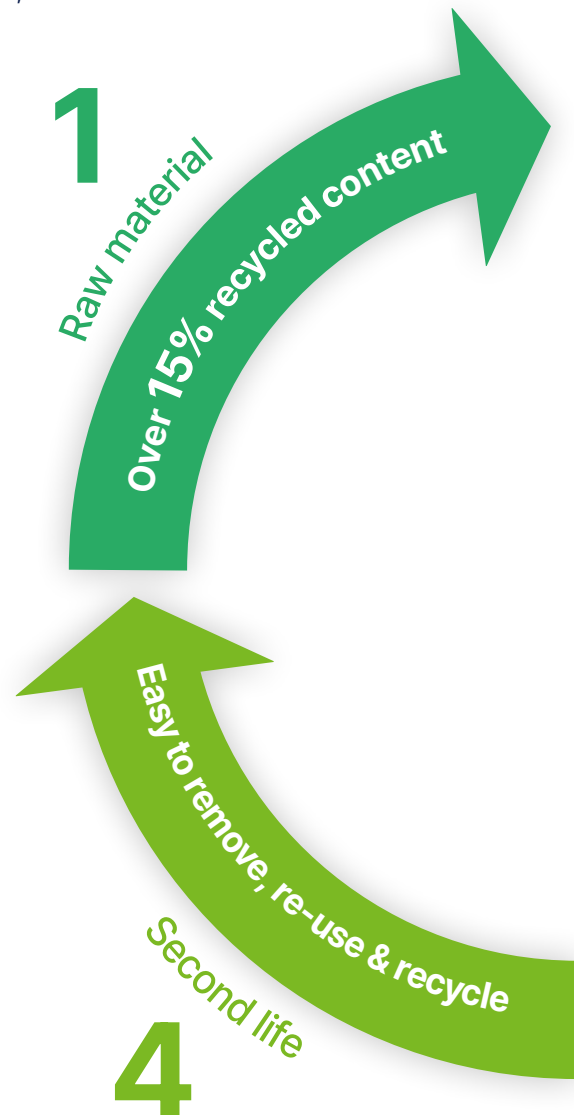 1
Raw material
Over 15% recycled content
Easy to remove, re-use & recycle
Second life
4